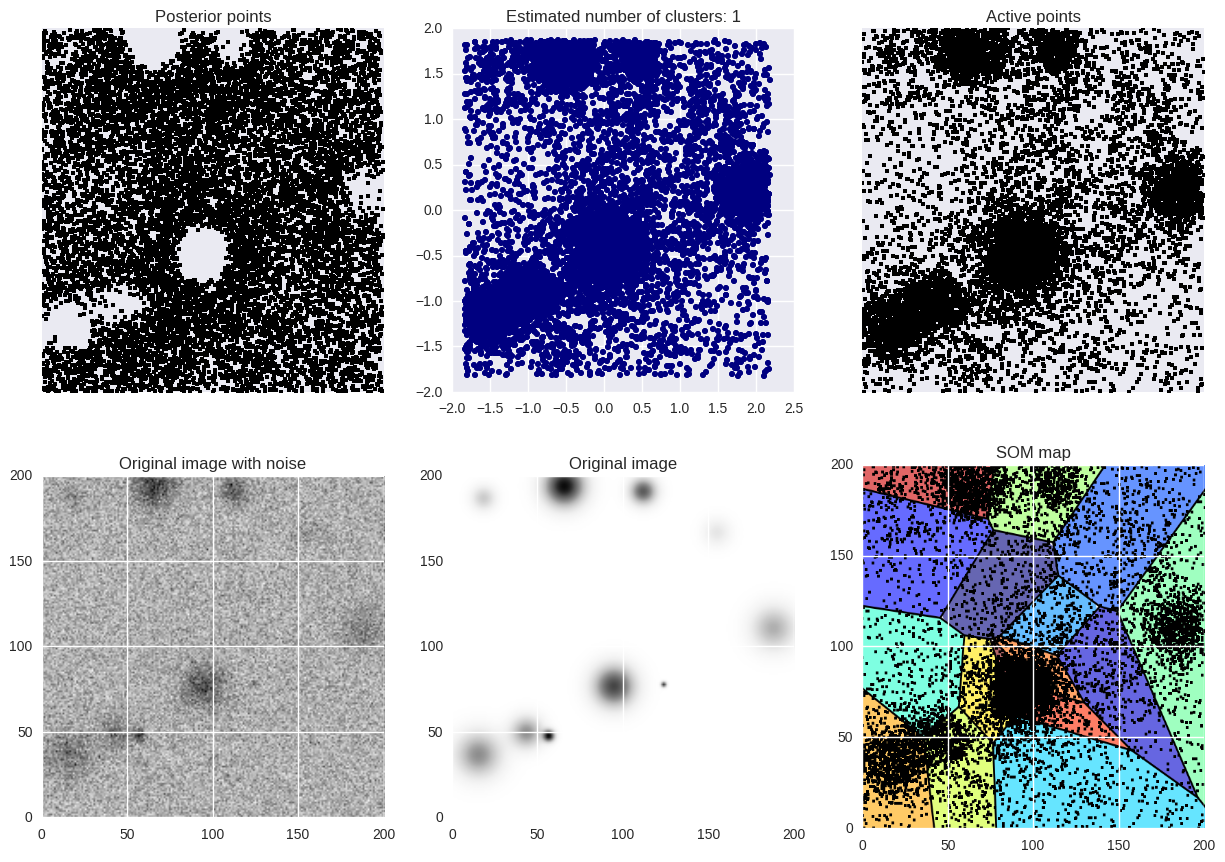 Posterior points
Estimated number of clusters: 1
Active points
2.0
1.5
1.0
0.5
0.0
−0.5
−1.0
−1.5
−2.0
−2.0 −1.5 −1.0 −0.5 0.0 0.5 1.0 1.5 2.0 2.5
Original image with noise
Original image
SOM map
200
150
100
50
0
0 50 100 150 200
200
150
100
50
0
0 50 100 150 200
200
150
100
50
0
0 50 100 150 200